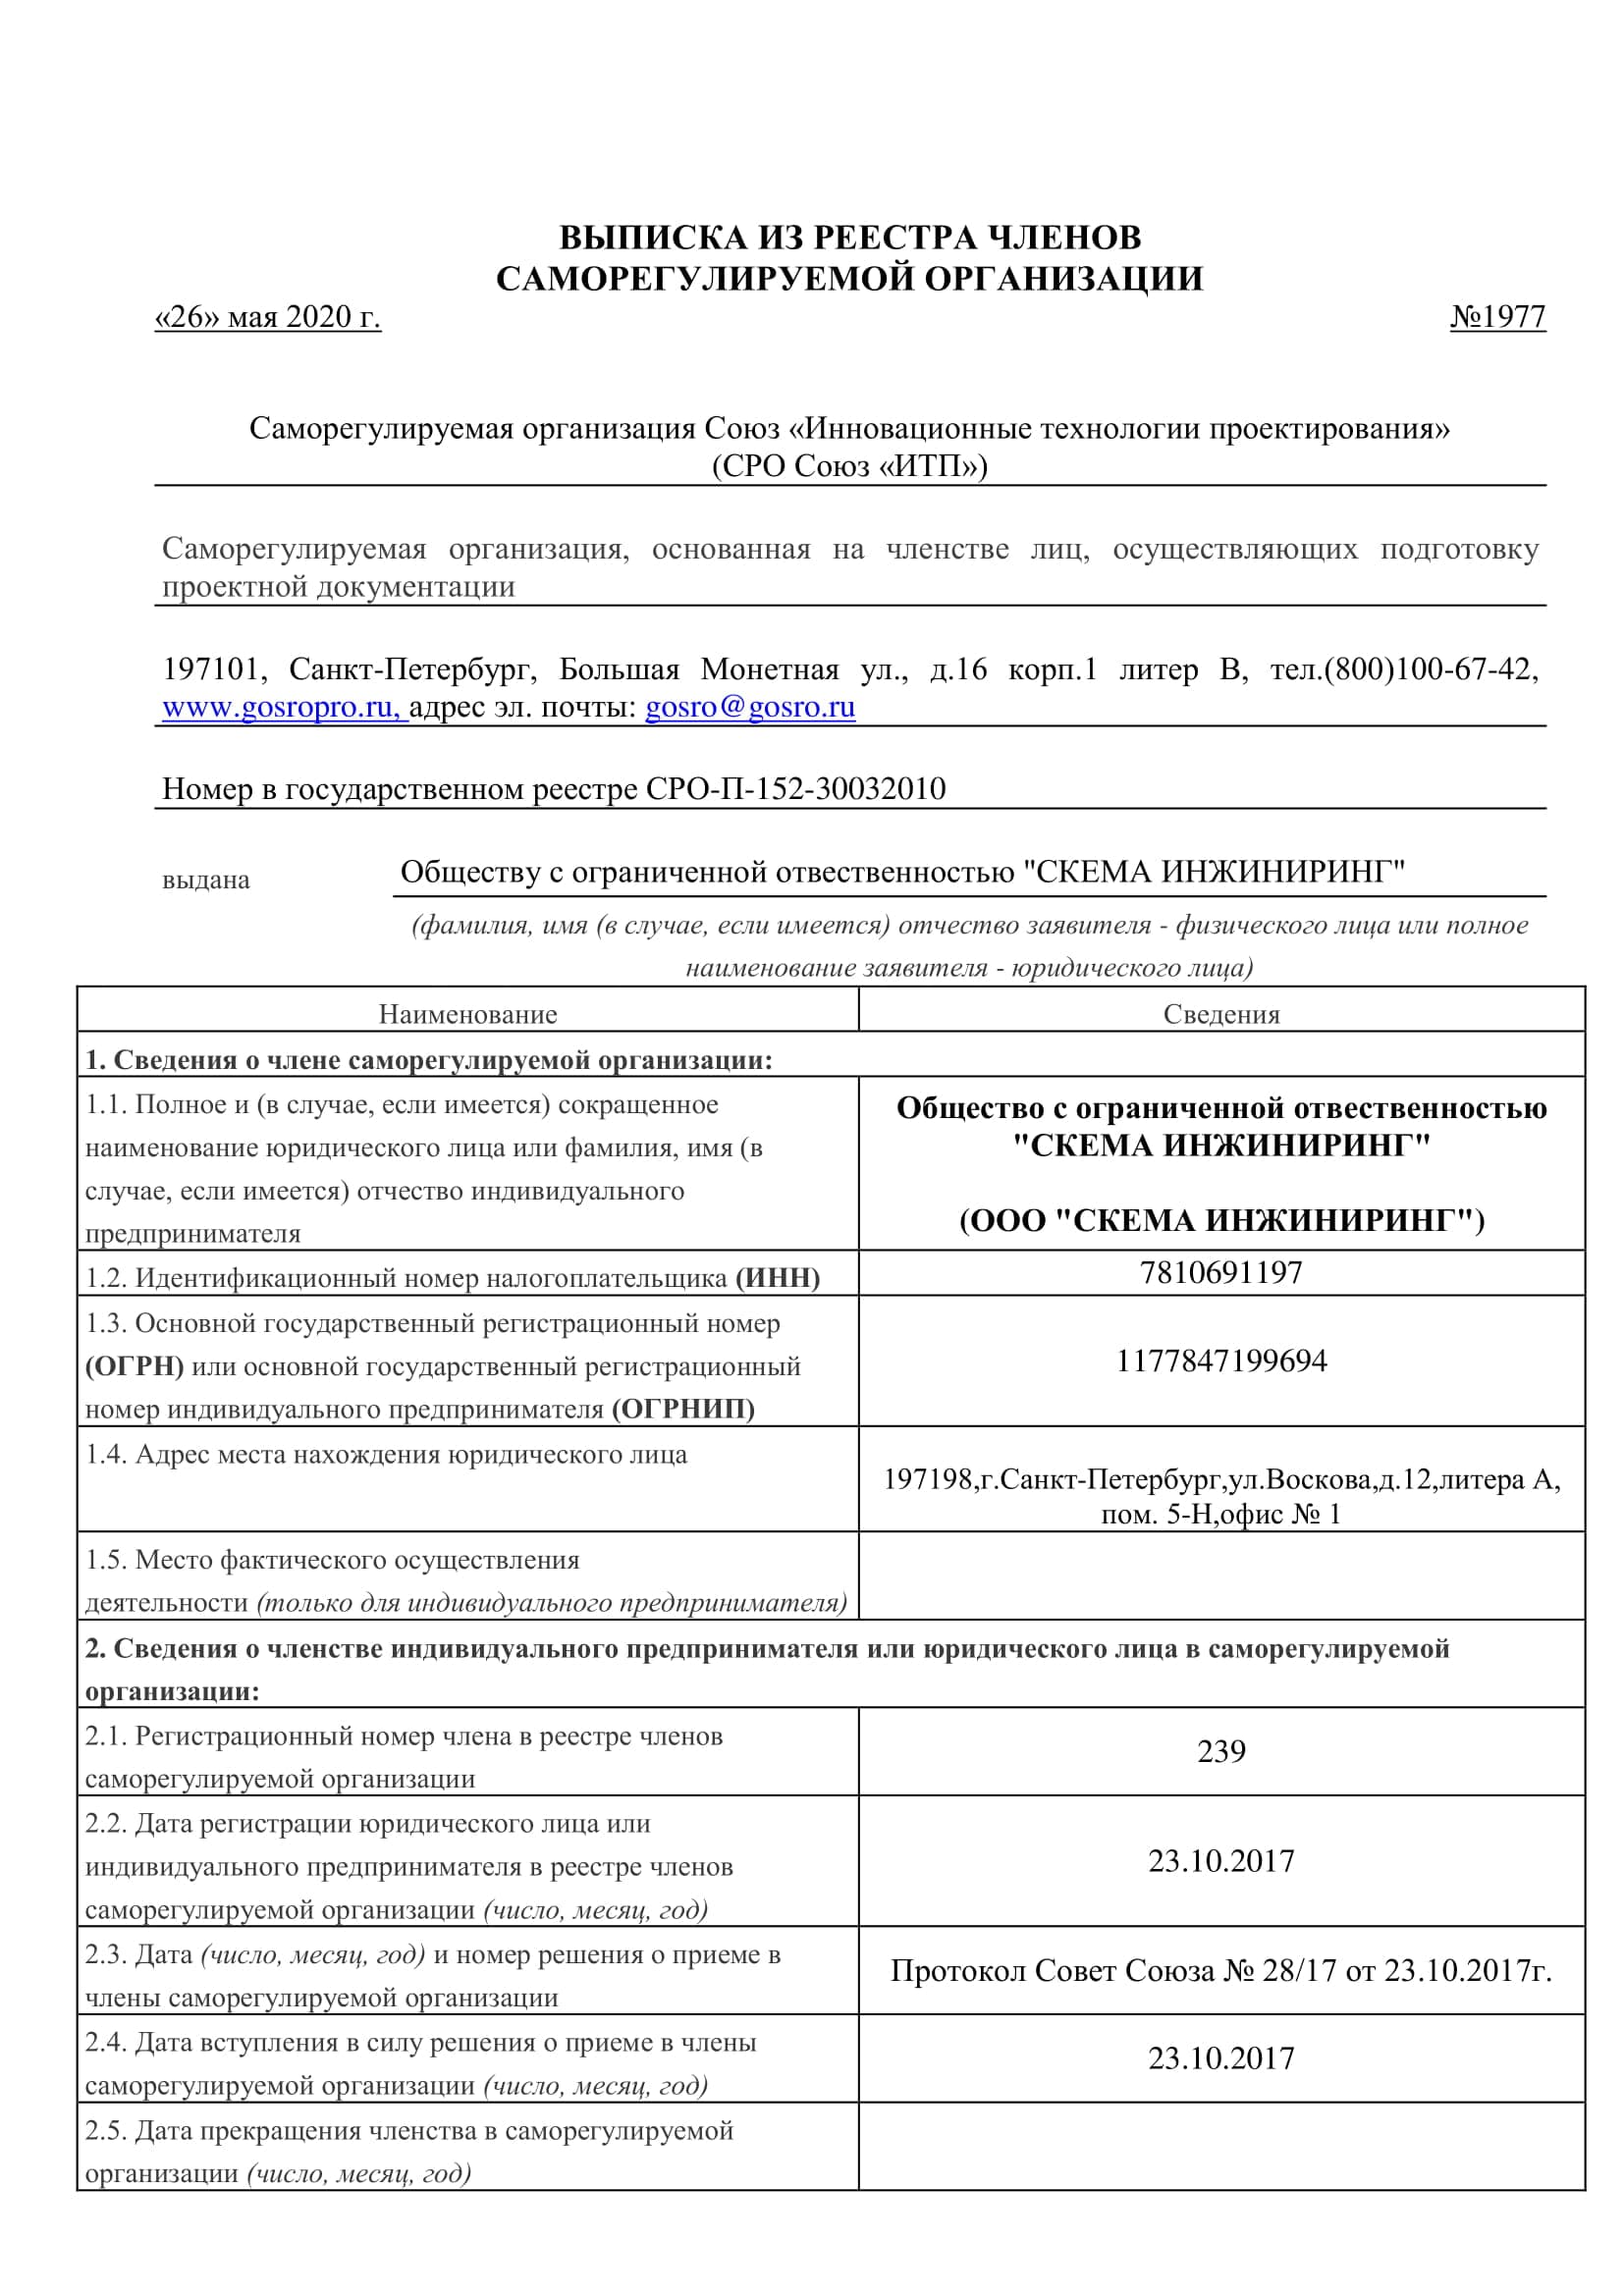 ВЫПИСКА ИЗ РЕЕСТРА ЧЛЕНОВ
САМОРЕГУЛИРУЕМОЙ ОРГАНИЗАЦИИ
«26» мая 2020 г. №1977
Саморегулируемая организация Союз «Инновационные технологии проектирования»
(СРО Союз «ИТП»)
Саморегулируемая организация, основанная на членстве лиц, осуществляющих подготовку
проектной документации
197101, Санкт-Петербург, Большая Монетная ул., д.16 корп.1 литер В, тел.(800)100-67-42,
www.gosropro.ru, адрес эл. почты: gosro@gosro.ru
Номер в государственном реестре СРО-П-152-30032010
выдана Обществу с ограниченной отвественностью "СКЕМА ИНЖИНИРИНГ"
(фамилия, имя (в случае, если имеется) отчество заявителя - физического лица или полное
наименование заявителя - юридического лица)
Наименование Сведения
1. Сведения о члене саморегулируемой организации:
1.1. Полное и (в случае, если имеется) сокращенное
наименование юридического лица или фамилия, имя (в
случае, если имеется) отчество индивидуального
предпринимателя
Общество с ограниченной отвественностью
"СКЕМА ИНЖИНИРИНГ"
(ООО "СКЕМА ИНЖИНИРИНГ")
1.2. Идентификационный номер налогоплательщика (ИНН) 7810691197
1.3. Основной государственный регистрационный номер
(ОГРН) или основной государственный регистрационный
номер индивидуального предпринимателя (ОГРНИП)
1177847199694
1.4. Адрес места нахождения юридического лица
197198,г.Санкт-Петербург,ул.Воскова,д.12,литера А,
пом. 5-Н,офис № 1
1.5. Место фактического осуществления
деятельности (только для индивидуального предпринимателя)
2. Сведения о членстве индивидуального предпринимателя или юридического лица в саморегулируемой
организации:
2.1. Регистрационный номер члена в реестре членов
саморегулируемой организации
239
2.2. Дата регистрации юридического лица или
индивидуального предпринимателя в реестре членов
саморегулируемой организации (число, месяц, год)
23.10.2017
2.3. Дата (число, месяц, год) и номер решения о приеме в
члены саморегулируемой организации
Протокол Совет Союза № 28/17 от 23.10.2017г.
2.4. Дата вступления в силу решения о приеме в члены
саморегулируемой организации (число, месяц, год)
23.10.2017
2.5. Дата прекращения членства в саморегулируемой
организации (число, месяц, год)